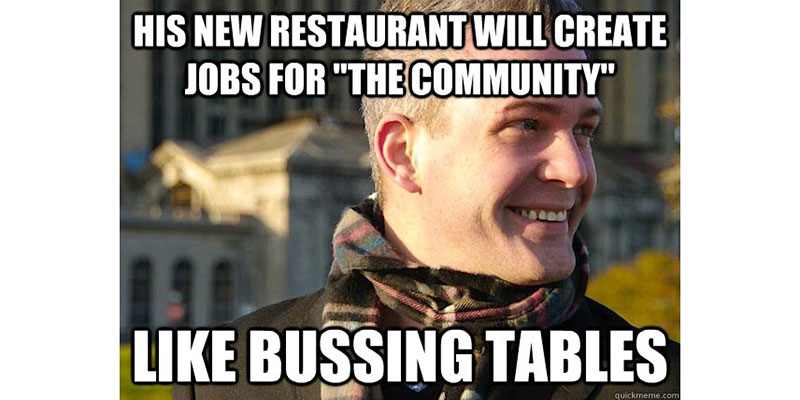 HIS NEW RESTAURANT WILL CREATE
JOBS FOR "THE COMMUNITY"
LIKE BUSSING TABLES
quickmeme.com